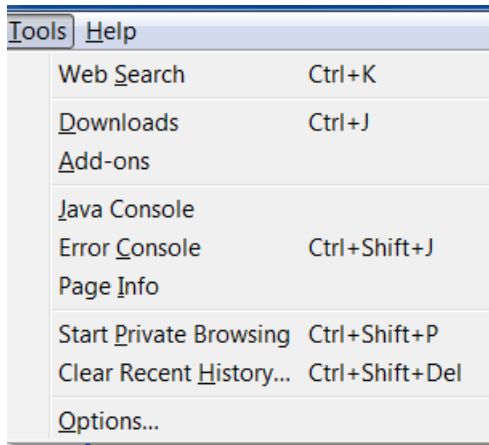 Tools Help
Web Search Ctrl+K
Downloads Ctrl+J
Add-ons
Java Console
Error Console Ctrl+Shift+J
Page Info
Start Private Browsing Ctrl+Shift+P
Clear Recent History... Ctrl+Shift+Del
Options...